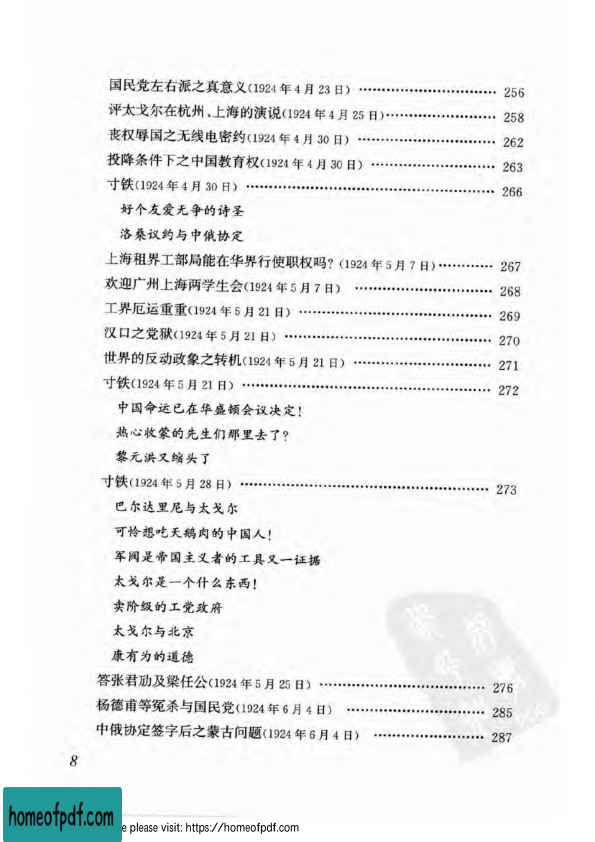 国民党左右派之真意义(1924年4月23日) ································ 256
评太戈尔在杭州、上海的演说(1924年4月25日)·························· 258
丧权辱国之无线电密约(1924年4月30日) ································ 262
投降条件下之中国教育权(1924年4月30日) ····························· 263
寸铁(1924年4月30日) ························································· 266
好个友爱无争的诗圣
洛桑议约与中俄协定
上海租界工部局能在华界行使职权吗?(1924年5月7日)············ 267
欢迎广州上海两学生会(1924年5月7日) ································ 268
工界厄运重重(1924年5月21日) ············································· 269
汉口之党狱(1924年5月21日) ················································ 270
世界的反动政象之转机(1924年5月21日) ································ 271
寸铁(1924年5月21日) ························································· 272
中国命运已在华盛顿会议决定!
热心收蒙的先生们那里去了?
黎元洪又缩头了
寸铁(1924年5月28日) ························································· 273
巴尔达里尼与太戈尔
可怜想吃天鹅肉的中国人!
军阀是帝国主义者的工具又一证据
太戈尔是一个什么东西!
卖阶级的工党政府
太戈尔与北京
康有为的道德
答张君劢及梁任公(1924年5月25日) ······································ 276
杨德甫等冤杀与国民党(1924年6月4日) ································ 285
中俄协定签字后之蒙古问题(1924年6月4日) ·························· 287
8
homeofpdf.com
e please visit: https://homeofpdf.com